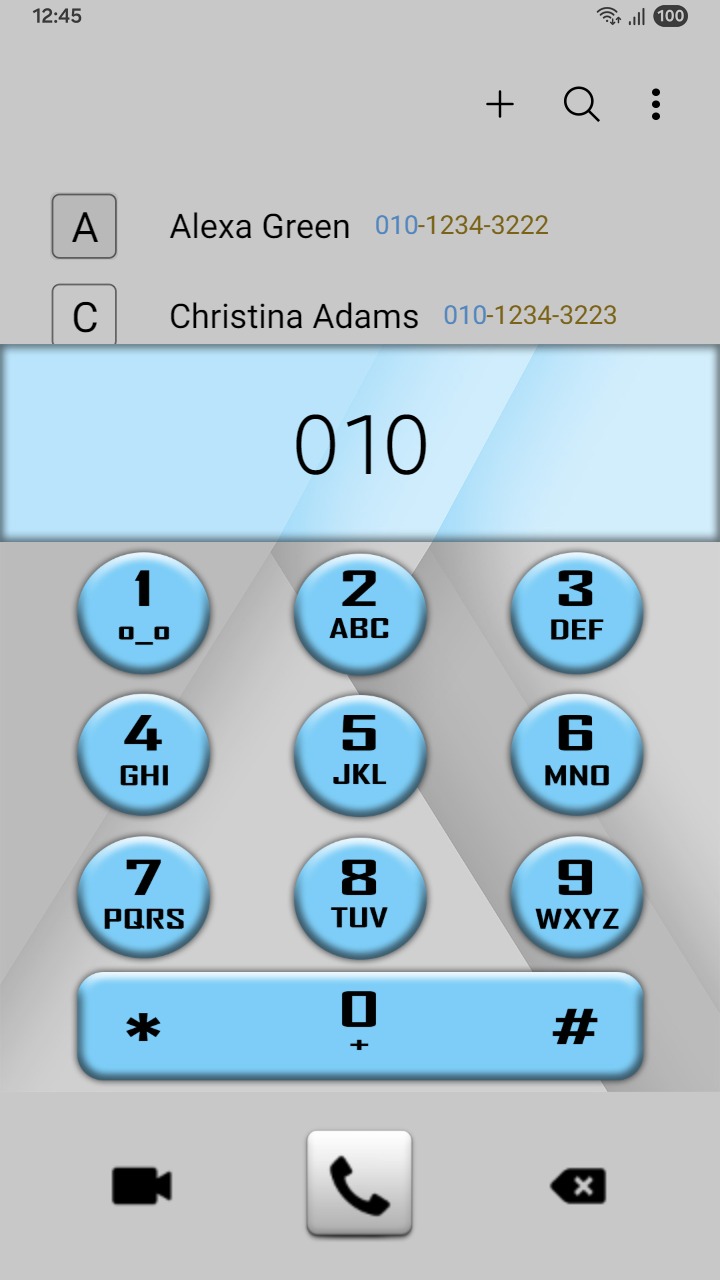 12:45 100
A Alexa Green 010-1234-3222
C Christina Adams 010-1234-3223
010
1 2 3
o_o ABC DEF
4 5 6
GHI JKL MNO
7 8 9
PQRS TUV WXYZ
* 0 #
+